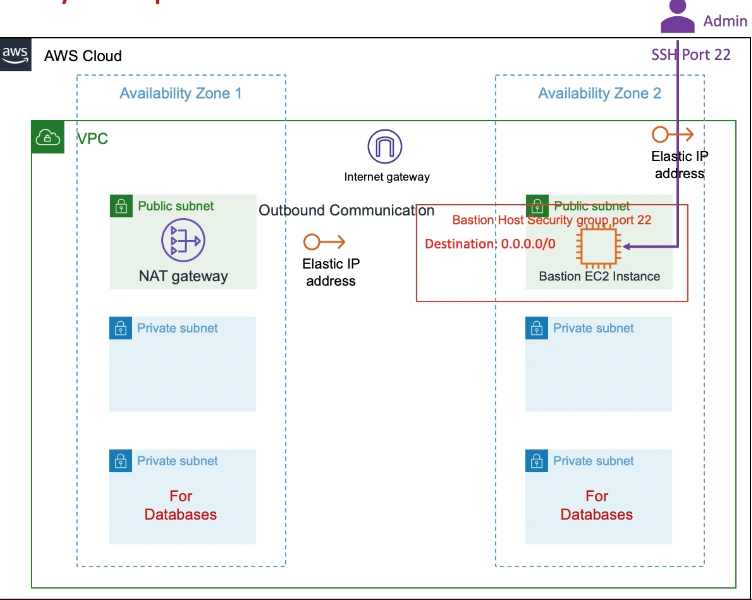 Admin
aws
AWS Cloud
SSH Port 22
Availability Zone 1
Availability Zone 2
VPC
Internet gateway
Elastic IP
address
Public subnet
NAT gateway
Outbound Communication
Elastic IP
address
Public subnet
Bastion Host Security group port 22
Destination: 0.0.0.0/0
Bastion EC2 Instance
Private subnet
Private subnet
Private subnet
For
Databases
Private subnet
For
Databases